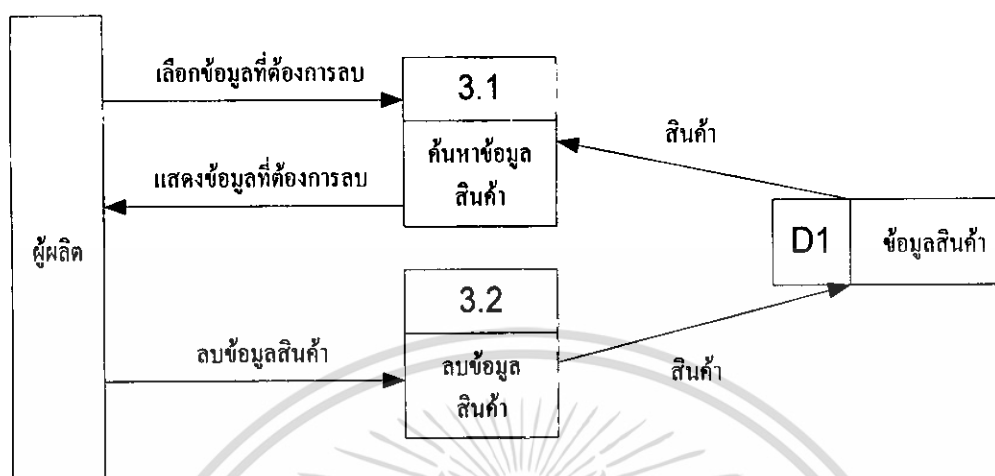 เลือกข้อมูลที่ต้องการลบ
3.1
ค้นหาข้อมูล
สินค้า
สินค้า
แสดงข้อมูลที่ต้องการลบ
ผู้ผลิต
D1
ข้อมูลสินค้า
3.2
ลบข้อมูลสินค้า
ลบข้อมูล
สินค้า
สินค้า